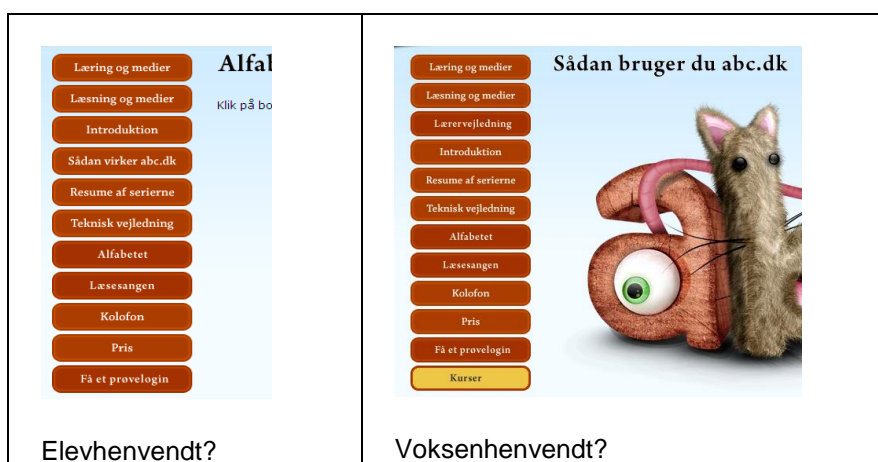 Læring og medier
Læsning og medier
Introduktion
Sådan virker abc.dk
Resume af serierne
Teknisk vejledning
Alfabetet
Læsesangen
Kolofon
Pris
Få et prøvelogin
Alfal
Klik på bo
Elevhenvendt?
Læring og medier
Læsning og medier
Lærervejledning
Introduktion
Resume af serierne
Teknisk vejledning
Alfabetet
Læsesangen
Kolofon
Pris
Få et prøvelogin
Kurser
Sådan bruger du abc.dk
Voksenhenvendt?